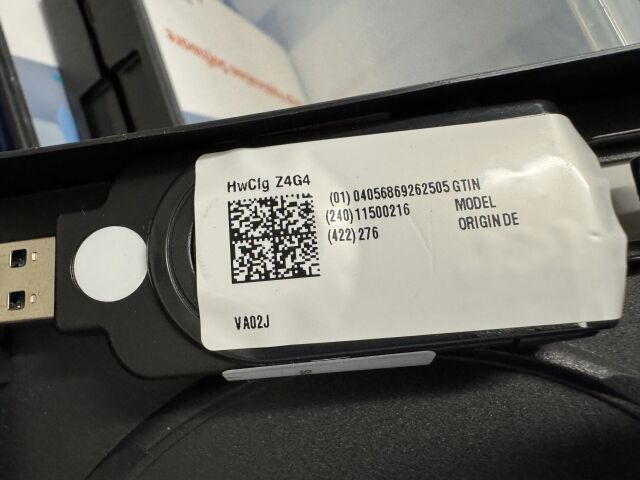 HwCfg Z4G4
(01) 04056869262505 GTIN
(240) 11500216 MODEL
(422) 276 ORIGIN DE
VA02J